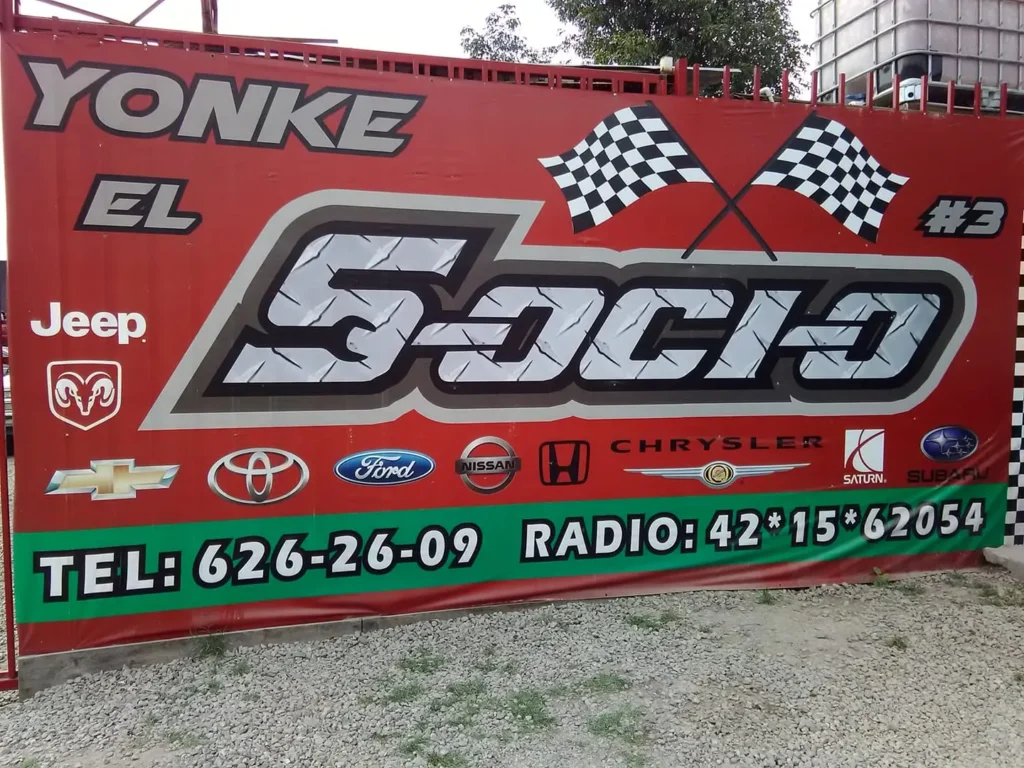 YONKE
EL
#3
SOCIO
Jeep
Ford
NISSAN
CHRYSLER
SATURN
SUBARU
TEL: 626-26-09 RADIO: 42*15*62054